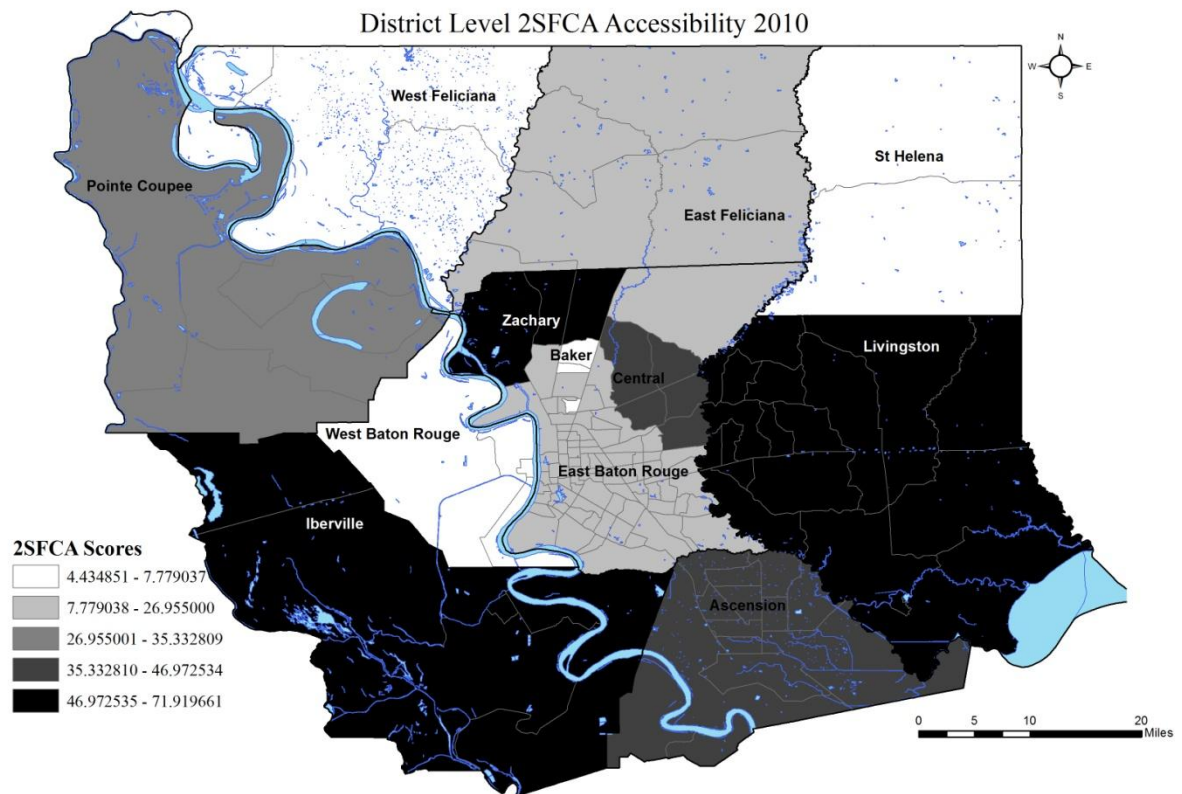 District Level 2SFCA Accessibility 2010
N
W E
S
West Feliciana
St Helena
Pointe Coupee
East Feliciana
Zachary
Livingston
Baker
Central
West Baton Rouge
East Baton Rouge
Iberville
Ascension
2SFCA Scores
4.434851 - 7.779037
7.779038 - 26.955000
26.955001 - 35.332809
35.332810 - 46.972534
46.972535 - 71.919661
0 5 10 20
Miles